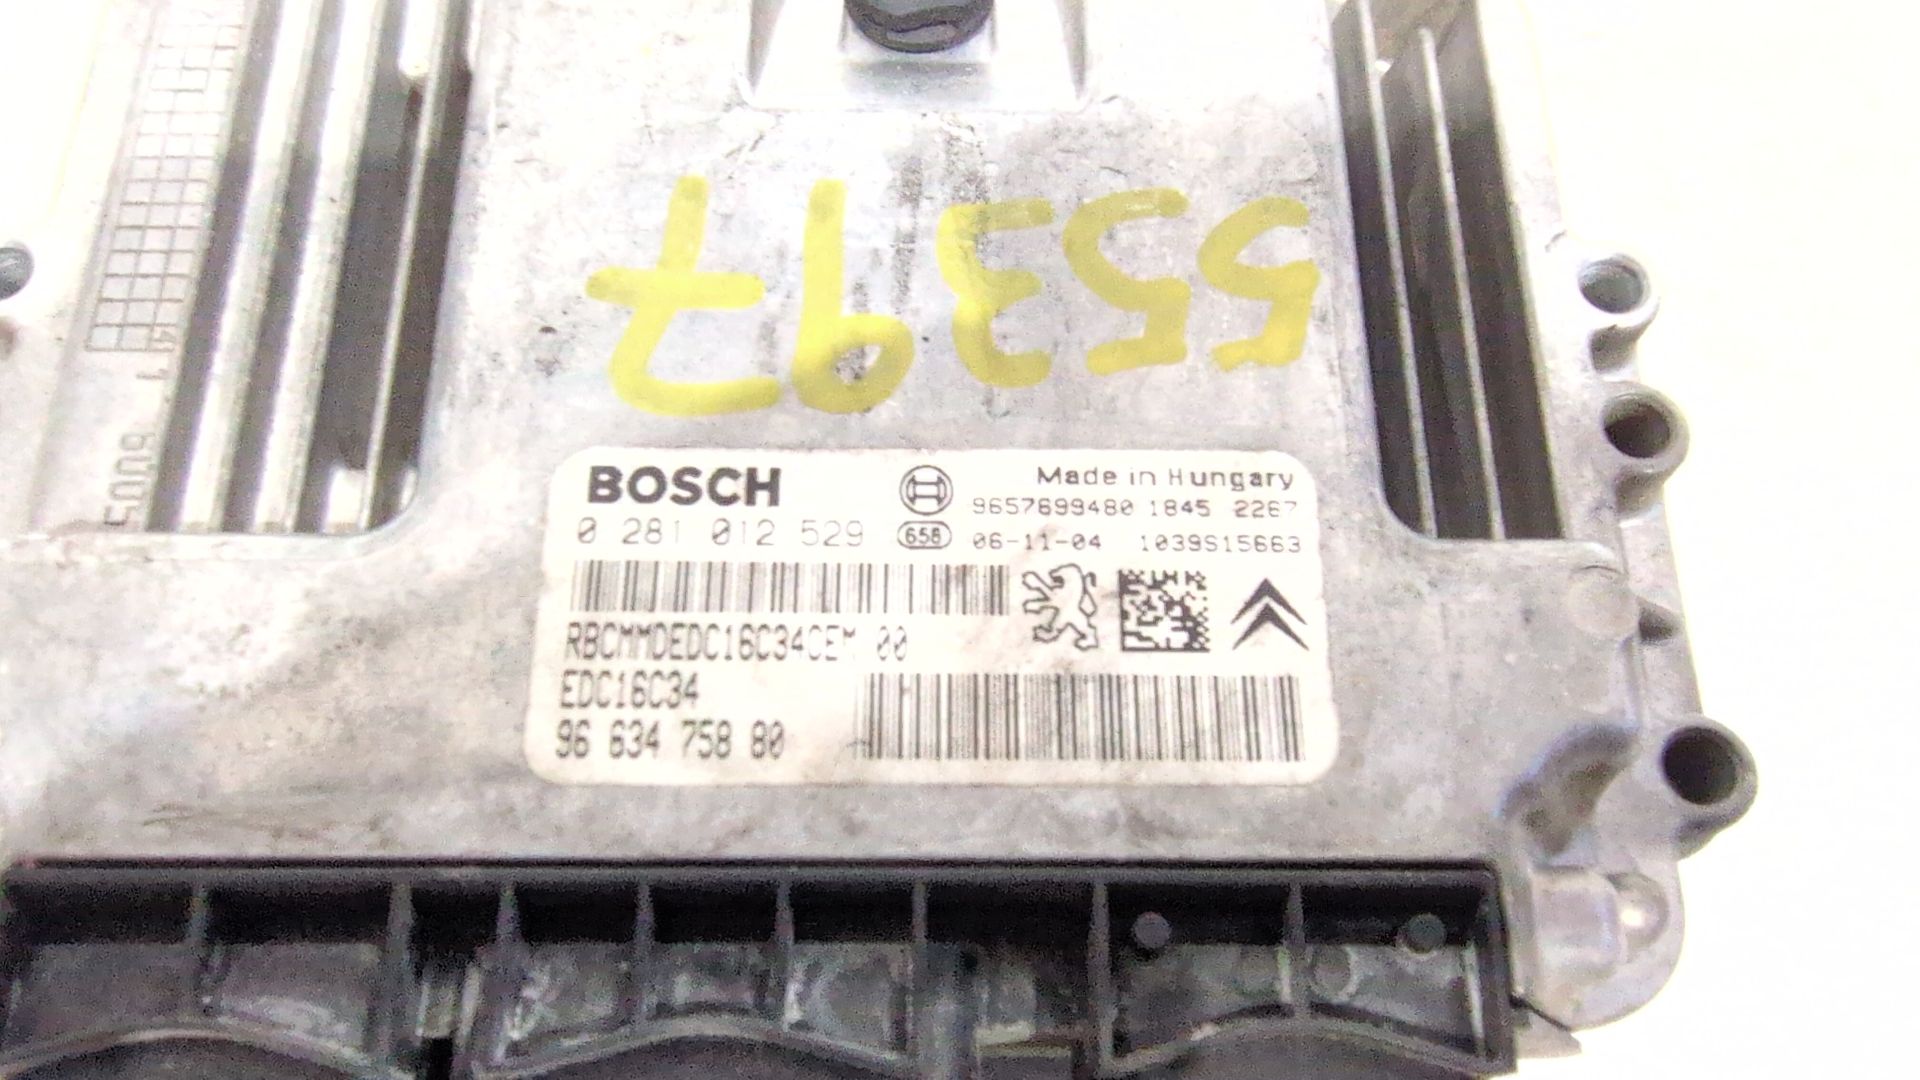 55397
BOSCH
Made in Hungary
9657699480 1845 2267
0 281 012 529
658
06-11-04 1039S15663
RBCMMDEDC16C34CEM 00
EDC16C34
96 634 758 80